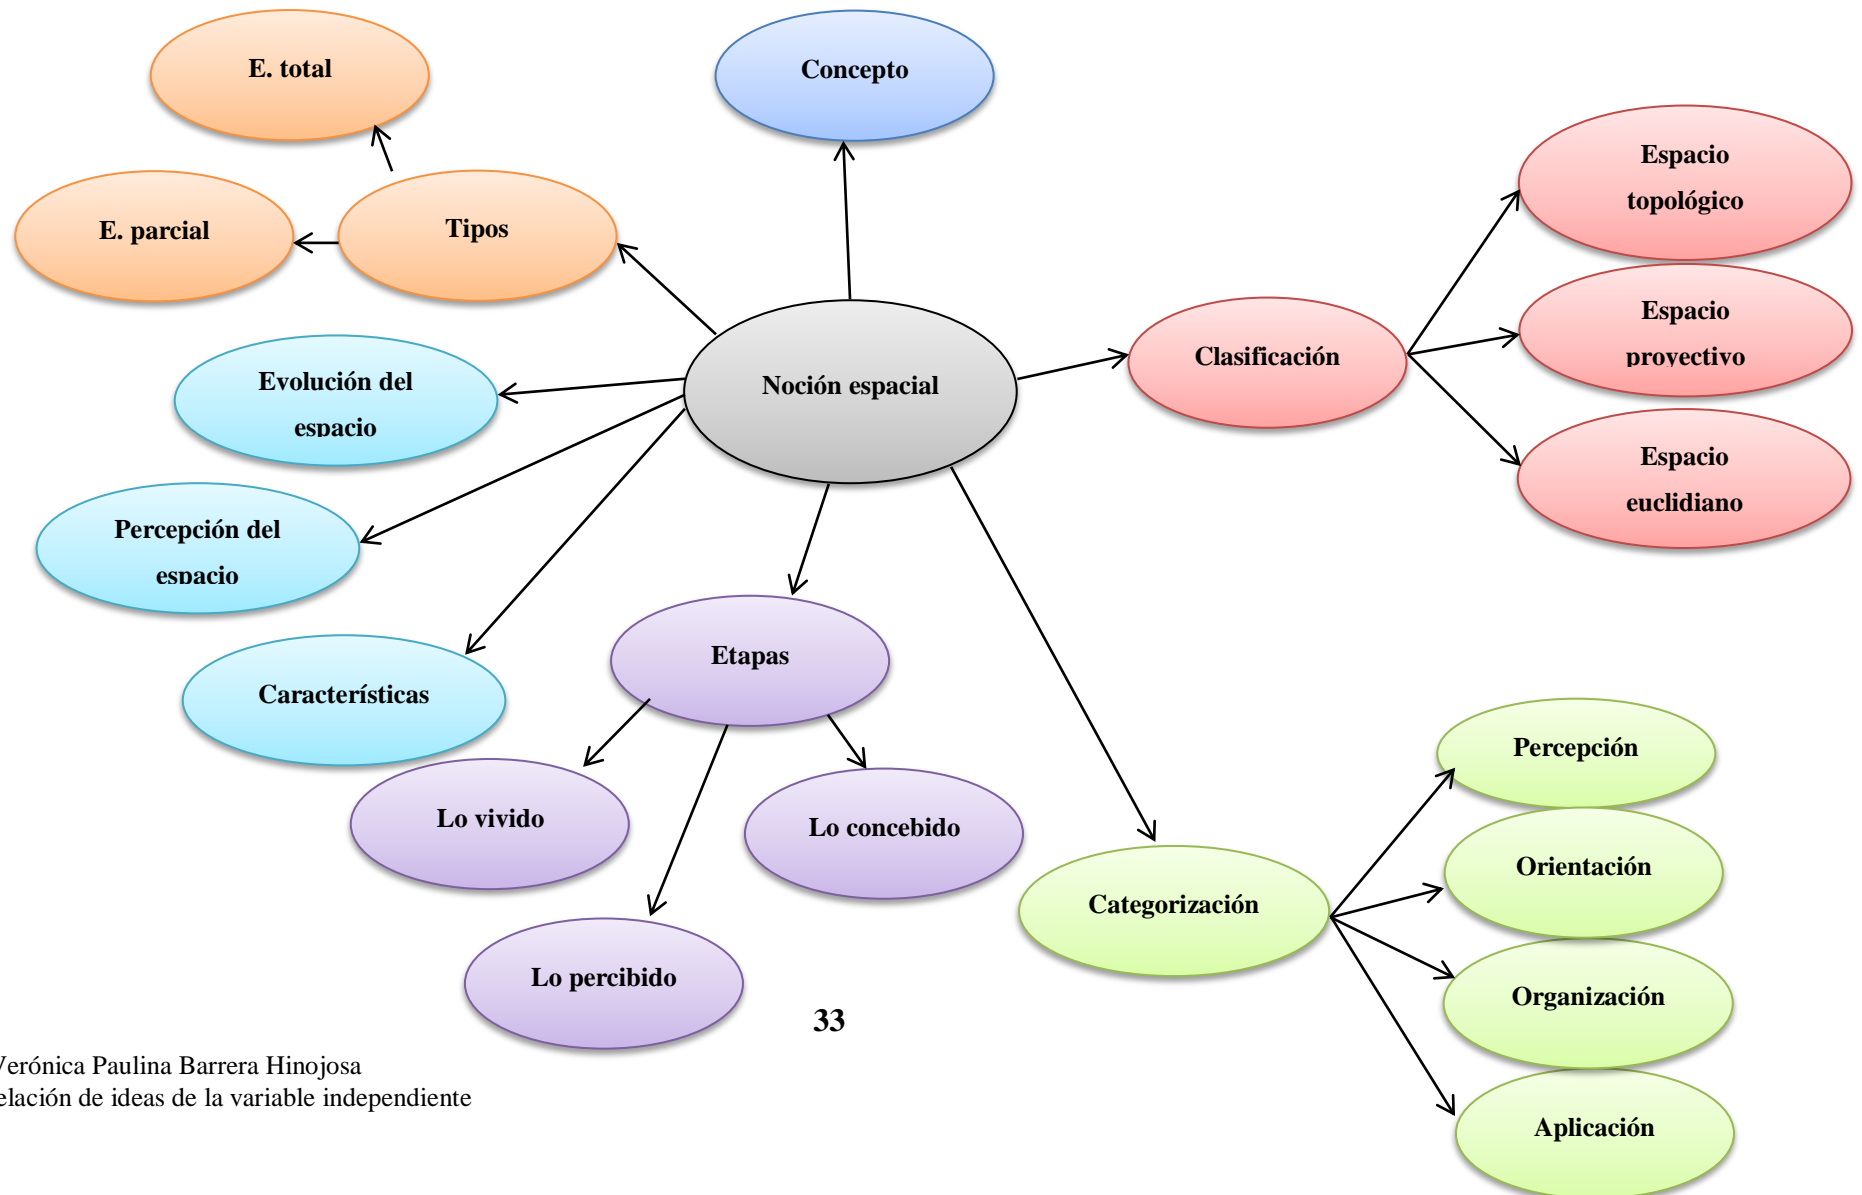 E. total
Concepto
Espacio
topológico
E. parcial
Tipos
Espacio
proyectivo
Clasificación
Evolución del
espacio
Noción espacial
Espacio
euclidiano
Percepción del
espacio
Etapas
Características
Percepción
Lo vivido
Lo concebido
Orientación
Categorización
Lo percibido
Organización
33
Verónica Paulina Barrera Hinojosa
elación de ideas de la variable independiente
Aplicación